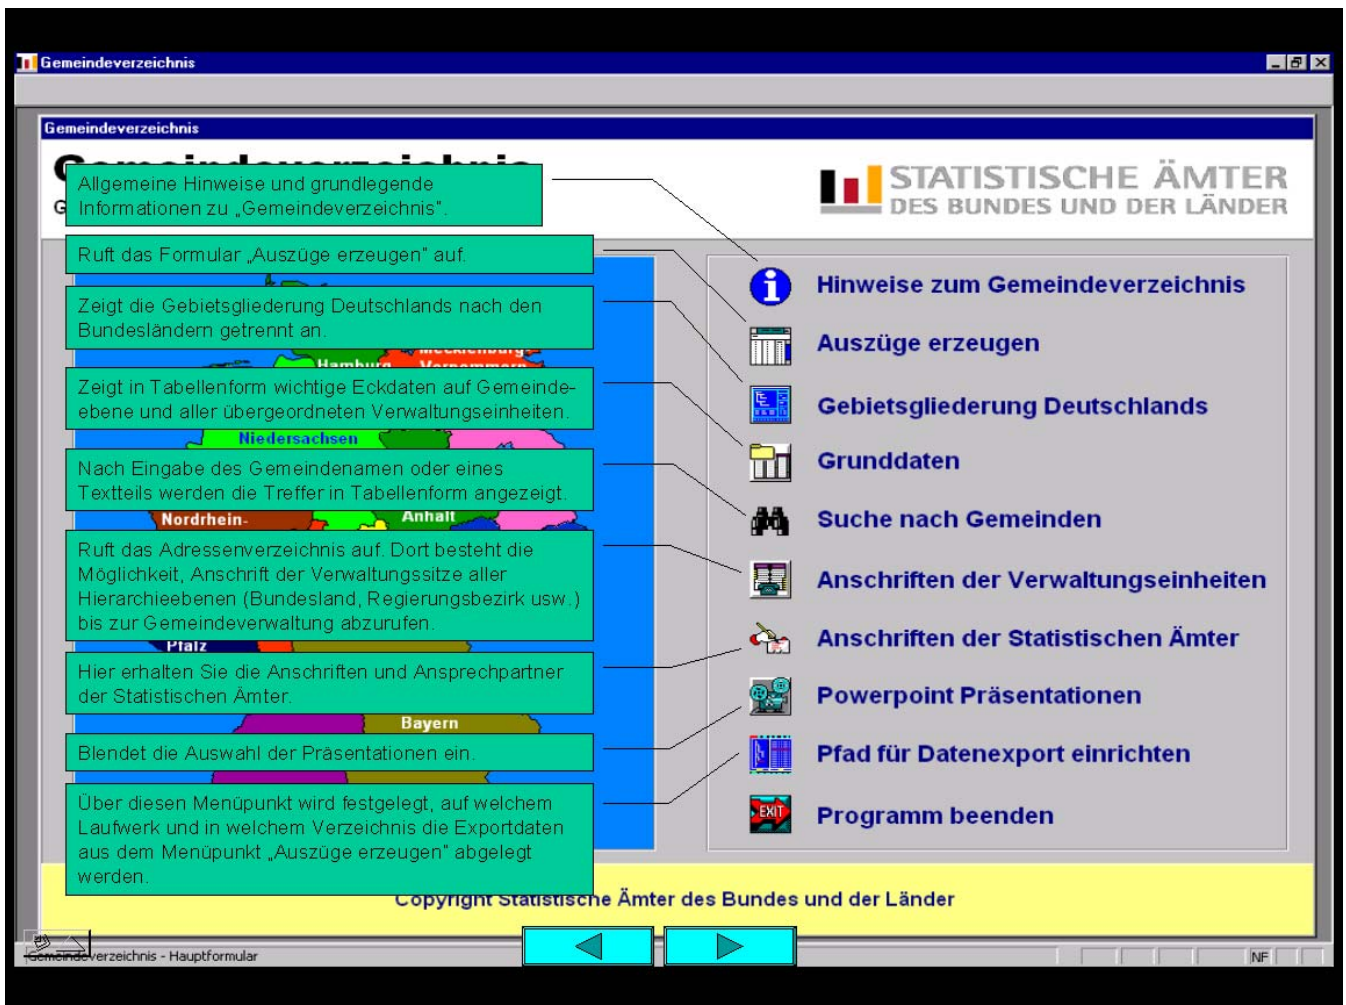 Gemeindeverzeichnis
Gemeindeverzeichnis
Gemeindeverzeichnis
STATISTISCHE ÄMTER
DES BUNDES UND DER LÄNDER
Allgemeine Hinweise und grundlegende
Informationen zu „Gemeindeverzeichnis".
Ruft das Formular „Auszüge erzeugen" auf.
Zeigt die Gebietsgliederung Deutschlands nach den
Bundesländern getrennt an.
Mecklenburg-
Hamburg Vorpommern
Zeigt in Tabellenform wichtige Eckdaten auf Gemeinde-
ebene und aller übergeordneten Verwaltungseinheiten.
Niedersachsen
Nach Eingabe des Gemeindenamen oder eines
Textteils werden die Treffer in Tabellenform angezeigt.
Nordrhein-
Anhalt
Ruft das Adressenverzeichnis auf. Dort besteht die
Möglichkeit, Anschrift der Verwaltungssitze aller
Hierarchieebenen (Bundesland, Regierungsbezirk usw.)
bis zur Gemeindeverwaltung abzurufen.
Pfalz
Hier erhalten Sie die Anschriften und Ansprechpartner
der Statistischen Ämter.
Bayern
Blendet die Auswahl der Präsentationen ein.
Über diesen Menüpunkt wird festgelegt, auf welchem
Laufwerk und in welchem Verzeichnis die Exportdaten
aus dem Menüpunkt „Auszüge erzeugen" abgelegt
werden.
Hinweise zum Gemeindeverzeichnis
Auszüge erzeugen
Gebietsgliederung Deutschlands
Grunddaten
Suche nach Gemeinden
Anschriften der Verwaltungseinheiten
Anschriften der Statistischen Ämter
Powerpoint Präsentationen
Pfad für Datenexport einrichten
EXIT
Programm beenden
Copyright Statistische Ämter des Bundes und der Länder
Gemeindeverzeichnis - Hauptformular
NF